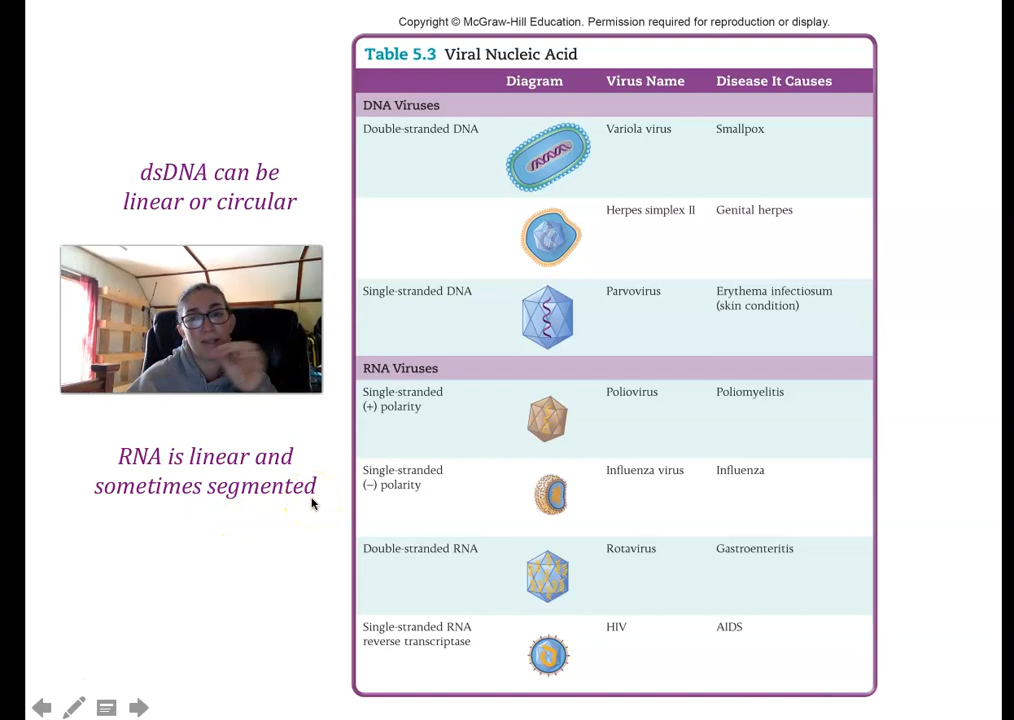 Copyright © McGraw-Hill Education. Permission required for reproduction or display.
Table 5.3 Viral Nucleic Acid
Diagram Virus Name Disease It Causes
DNA Viruses
Double-stranded DNA Variola virus Smallpox
dsDNA can be
linear or circular
Herpes simplex II Genital herpes
Single-stranded DNA Parvovirus Erythema infectiosum
(skin condition)
RNA Viruses
Single-stranded Poliovirus Poliomyelitis
(+) polarity
RNA is linear and
sometimes segmented
Single-stranded Influenza virus Influenza
(–) polarity
Double-stranded RNA Rotavirus Gastroenteritis
Single-stranded RNA HIV AIDS
reverse transcriptase